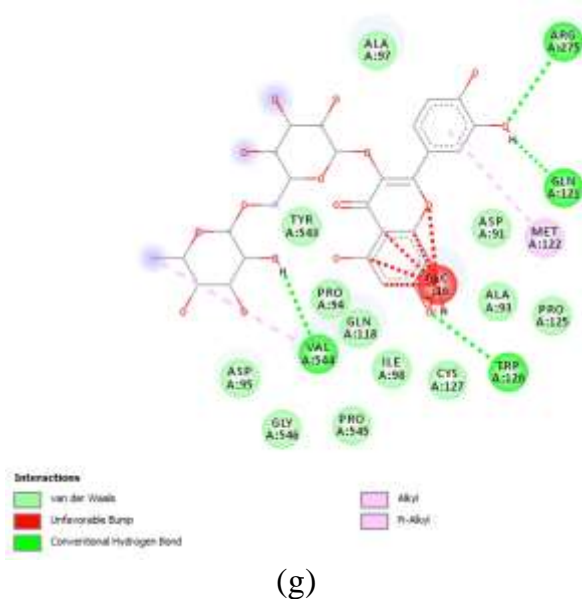 ALA
A:97
ARG
A:275
GLN
A:121
MET
A:122
ASP
A:91
TYR
A:543
PRO
A:94
GLN
A:118
ALA
A:93
PRO
A:125
VAL
A:544
ILE
A:98
CYS
A:127
TRP
A:126
ASP
A:95
GLY
A:546
PRO
A:545
H
H
H
Interactions
van der Waals
Unfavorable Bump
Conventional Hydrogen Bond
Alkyl
Pi-Alkyl
(g)